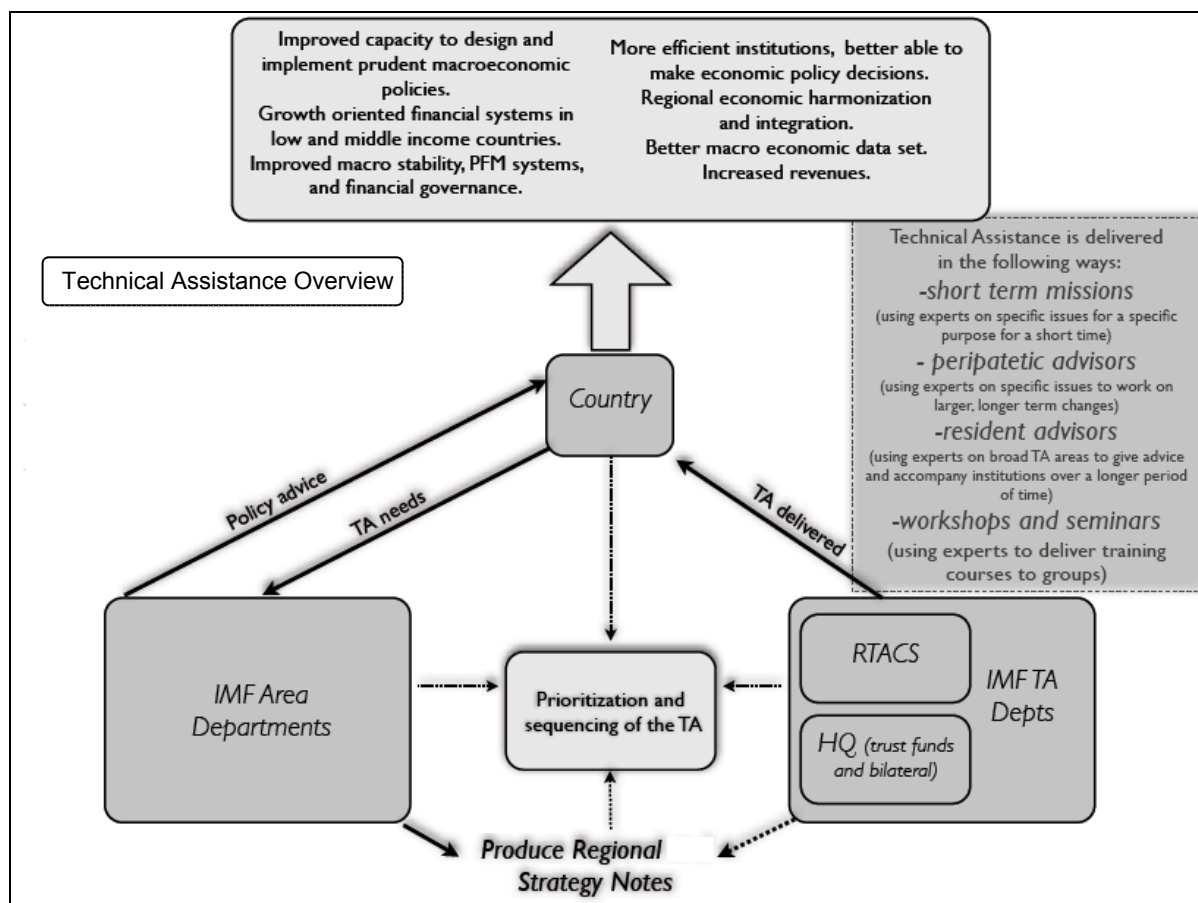 Improved capacity to design and
implement prudent macroeconomic
policies.
Growth oriented financial systems in
low and middle income countries.
Improved macro stability, PFM systems,
and financial governance.
More efficient institutions, better able to
make economic policy decisions.
Regional economic harmonization
and integration.
Better macro economic data set.
Increased revenues.
Technical Assistance Overview
Technical Assistance is delivered
in the following ways:
-short term missions
(using experts on specific issues for a specific
purpose for a short time)
- peripatetic advisors
(using experts on specific issues to work on
larger, longer term changes)
-resident advisors
(using experts on broad TA areas to give advice
and accompany institutions over a longer period
of time)
-workshops and seminars
(using experts to deliver training
courses to groups)
Country
Policy advice
TA needs
TA delivered
IMF Area
Departments
Prioritization and
sequencing of the TA
RTACS
IMF TA
Depts
HQ (trust funds
and bilateral)
Produce Regional
Strategy Notes